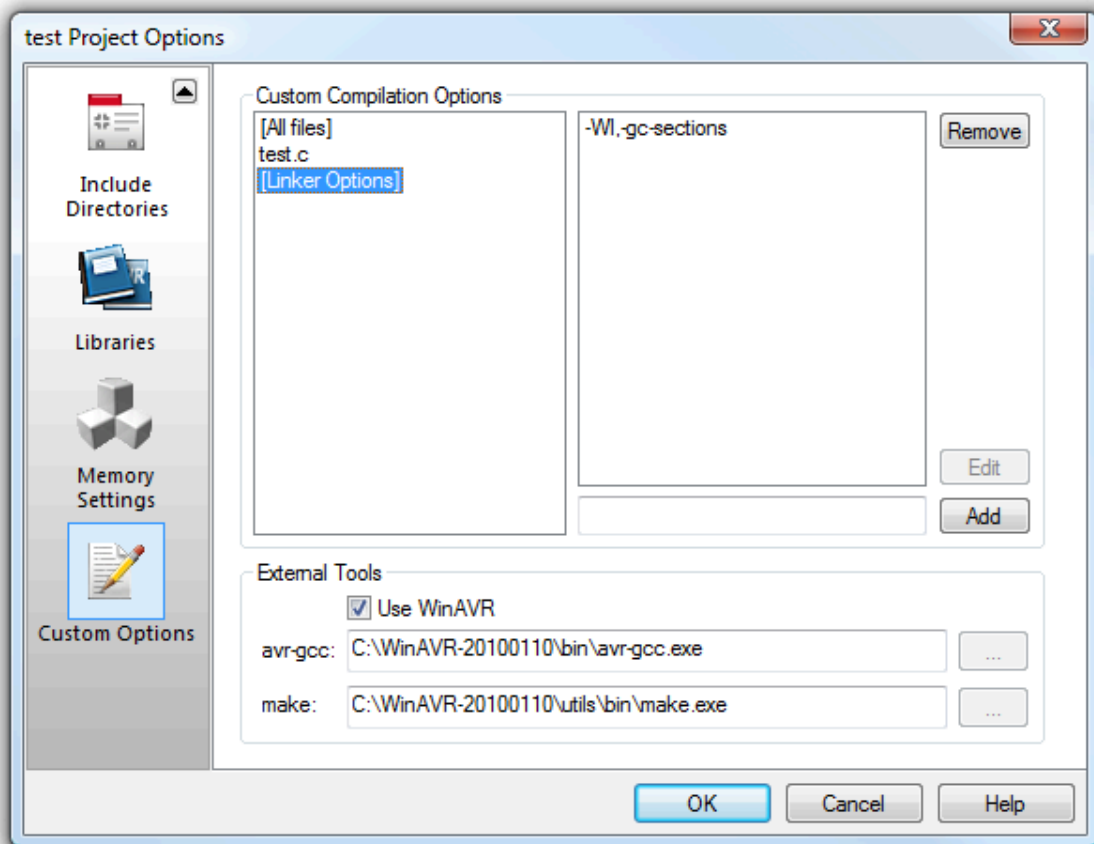 test Project Options
X
Include
Directories
Libraries
Memory
Settings
Custom Options
Custom Compilation Options
[All files]
test.c
[Linker Options]
-Wl,-gc-sections
Remove
Edit
Add
External Tools
Use WinAVR
avr-gcc:
C:\WinAVR-20100110\bin\avr-gcc.exe
...
make:
C:\WinAVR-20100110\utils\bin\make.exe
...
OK
Cancel
Help